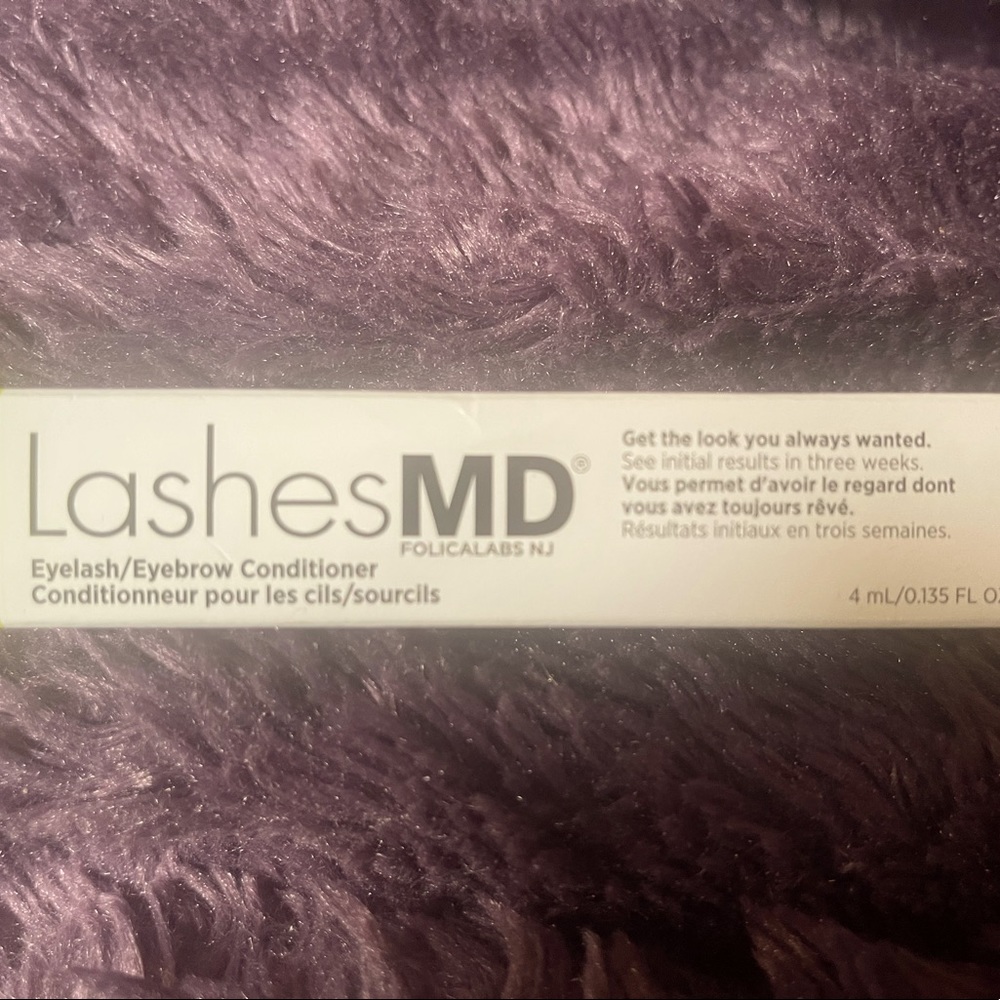 LashesMD©
FOLICALABS NJ
Eyelash/Eyebrow Conditioner
Conditionneur pour les cils/sourcils
Get the look you always wanted.
See initial results in three weeks.
Vous permet d'avoir le regard dont
vous avez toujours rêvé.
Résultats initiaux en trois semaines.
4 mL/0.135 FL OZ